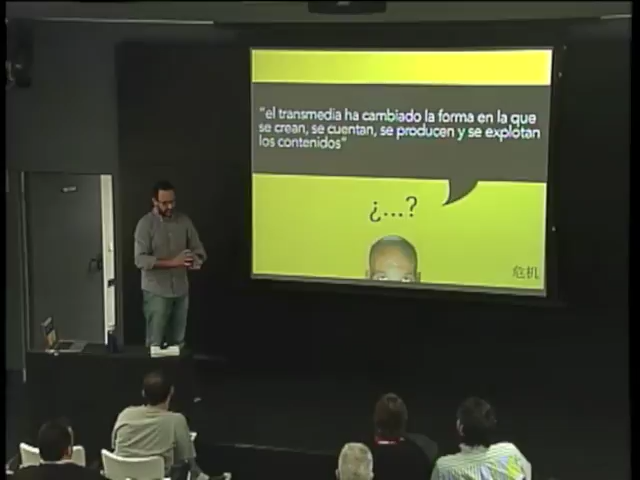 "el transmedia ha cambiado la forma en la que
se crean, se cuentan, se producen y se explotan
los contenidos"
¿...?
危机